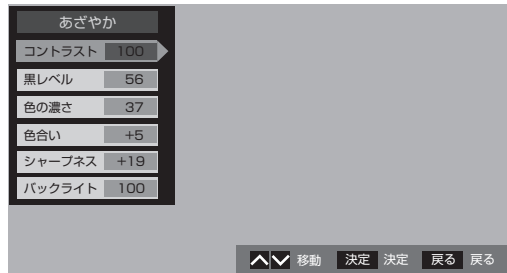 あざやか
コントラスト 100
黒レベル 56
色の濃さ 37
色合い +5
シャープネス +19
バックライト 100
移動 決定 決定 戻る 戻る